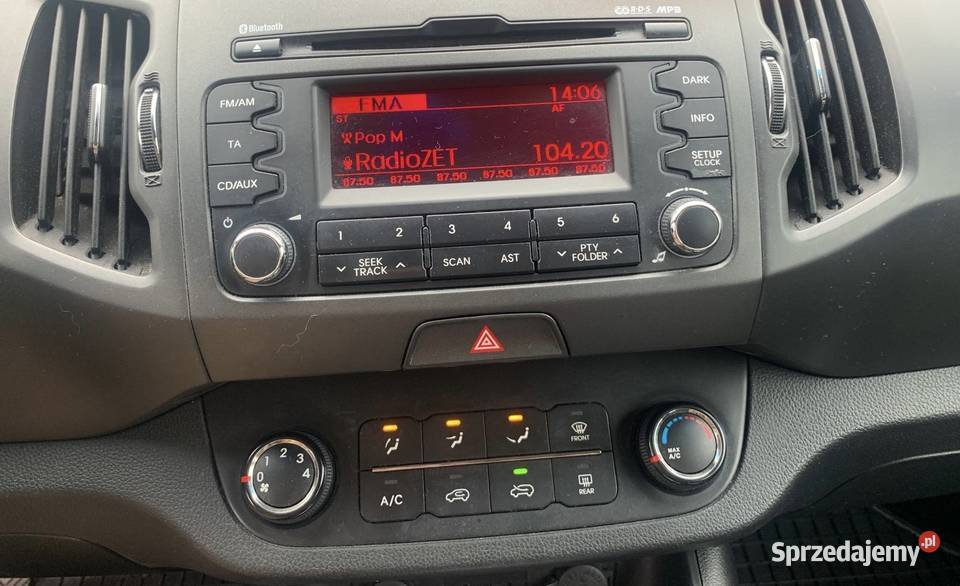 Bluetooth
R·D·S MP3
FM/AM
TA
CD/AUX
FMA
14:06
ST
AF
Pop M
RadioZET
104.20
87.50 87.50 87.50 87.50 87.50 87.50
DARK
INFO
SETUP
CLOCK
1 2 3 4 5 6
SEEK
TRACK
SCAN
AST
PTY
FOLDER
0 1 2 3 4
FRONT
A/C
REAR
MAX
A/C
Sprzedajemy.pl